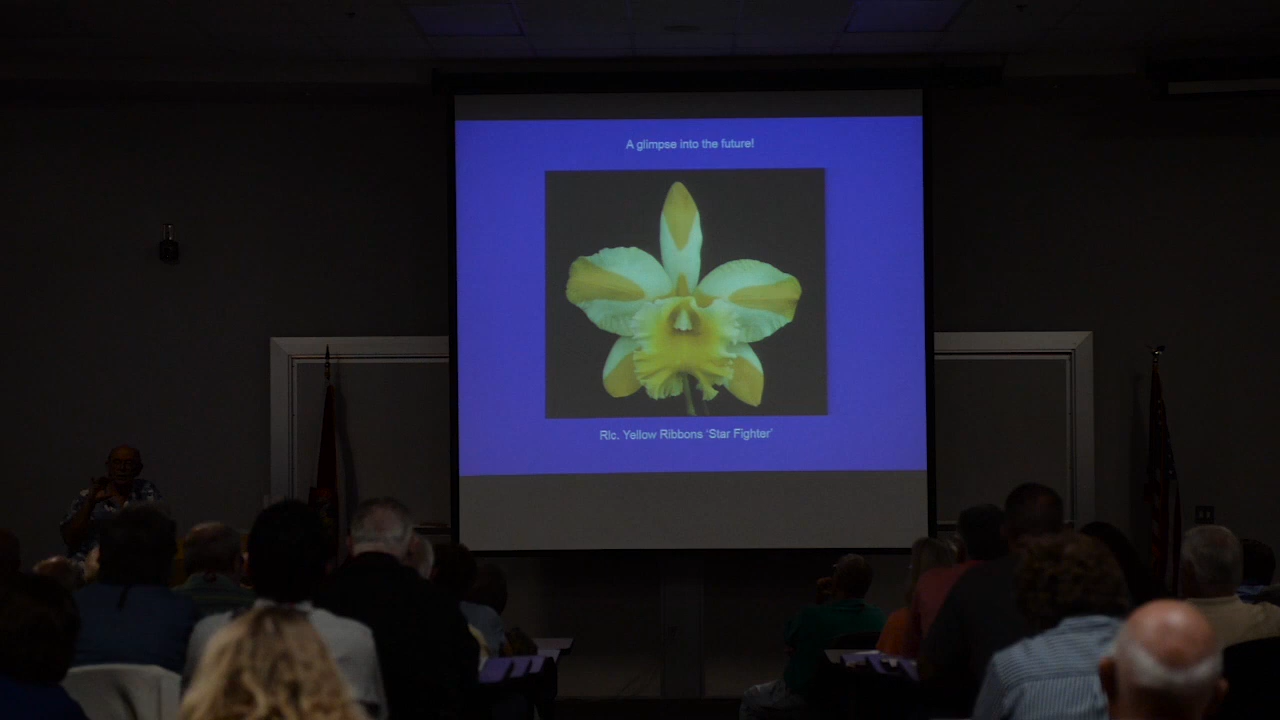 A glimpse into the future!
Rlc. Yellow Ribbons ‘Star Fighter’